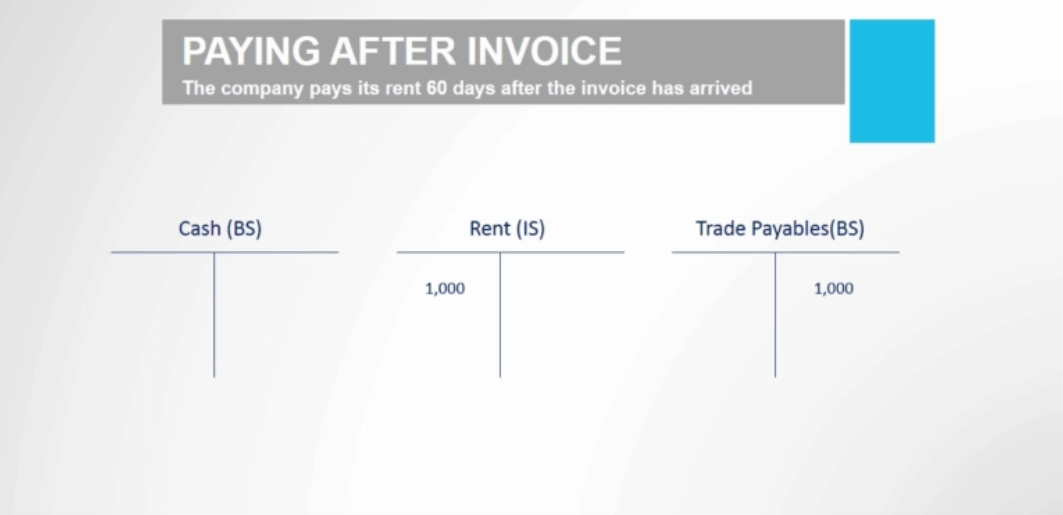 PAYING AFTER INVOICE
The company pays its rent 60 days after the invoice has arrived
Cash (BS)
Rent (IS)
Trade Payables(BS)
1,000
1,000